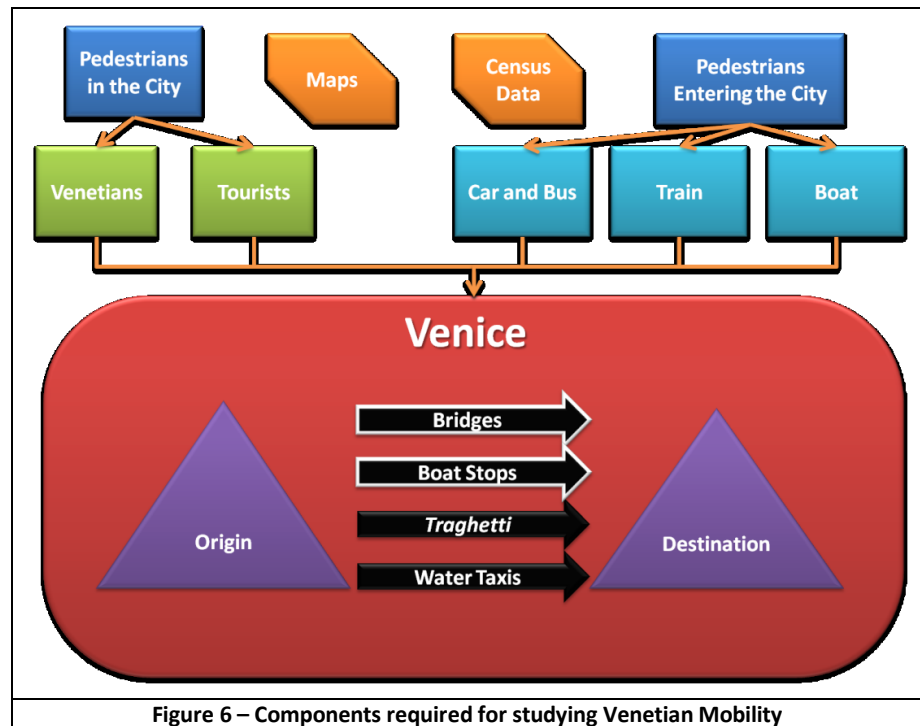 Pedestrians
in the City
Maps
Census
Data
Pedestrians
Entering the City
Venetians
Tourists
Car and Bus
Train
Boat
Venice
Bridges
Boat Stops
Traghetti
Water Taxis
Origin
Destination
Figure 6 – Components required for studying Venetian Mobility